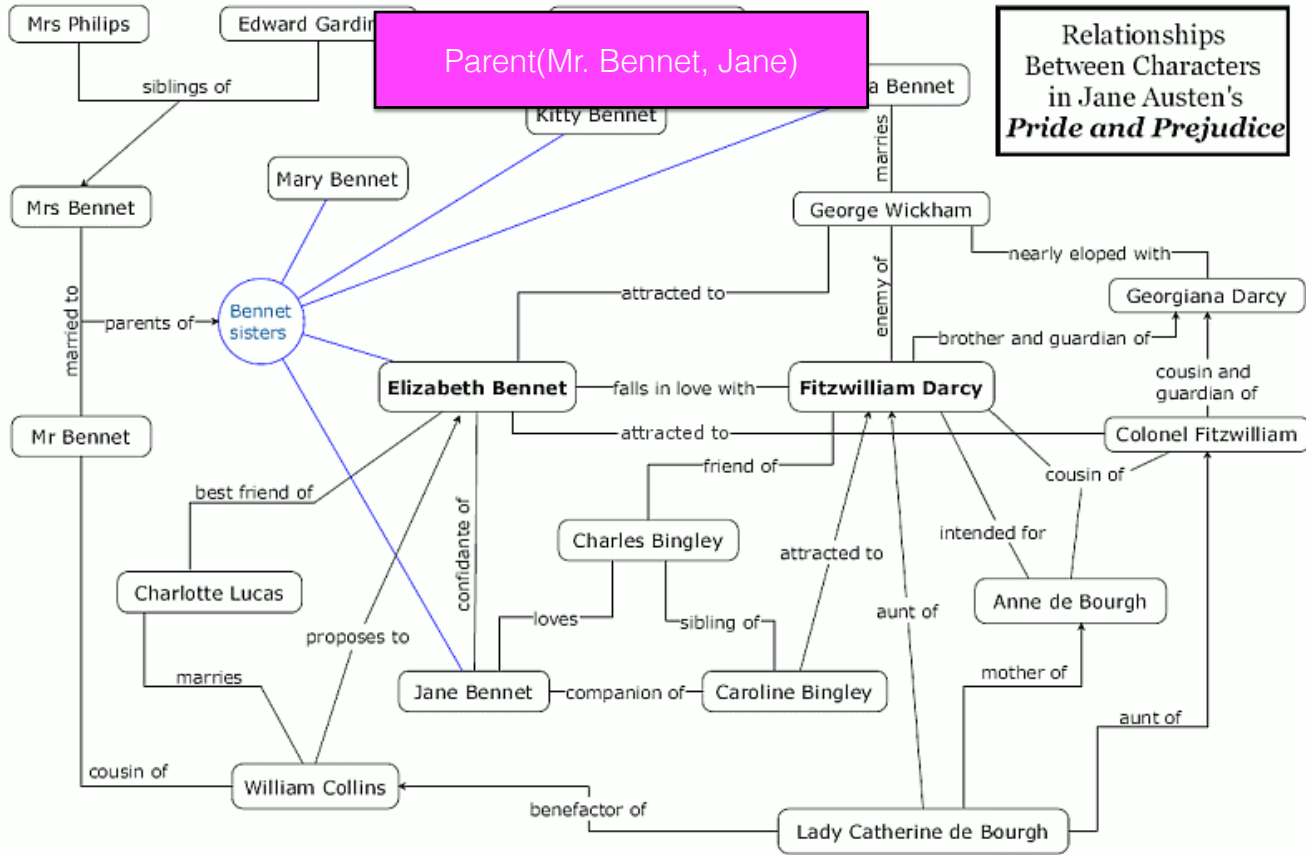 Mrs Philips
Edward Gardin
Parent(Mr. Bennet, Jane)
Relationships
Between Characters
in Jane Austen's
Pride and Prejudice
siblings of
a Bennet
Kitty Bennet
marries
Mary Bennet
Mrs Bennet
George Wickham
nearly eloped with
married to
parents of
Bennet
sisters
attracted to
enemy of
Georgiana Darcy
brother and guardian of
Elizabeth Bennet
falls in love with
Fitzwilliam Darcy
cousin and
guardian of
Mr Bennet
attracted to
Colonel Fitzwilliam
friend of
cousin of
best friend of
confidante of
Charles Bingley
attracted to
intended for
Charlotte Lucas
Anne de Bourgh
proposes to
loves
sibling of
aunt of
marries
Jane Bennet
companion of
Caroline Bingley
mother of
aunt of
cousin of
William Collins
benefactor of
Lady Catherine de Bourgh